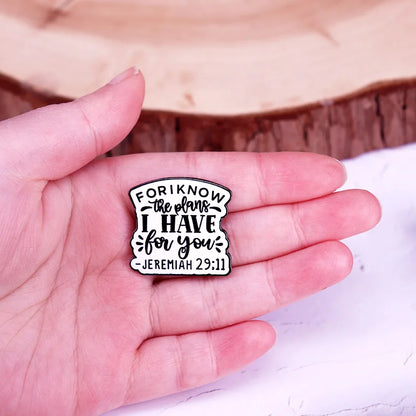 FOR I KNOW
the plans
I HAVE
for you
-JEREMIAH 29:11